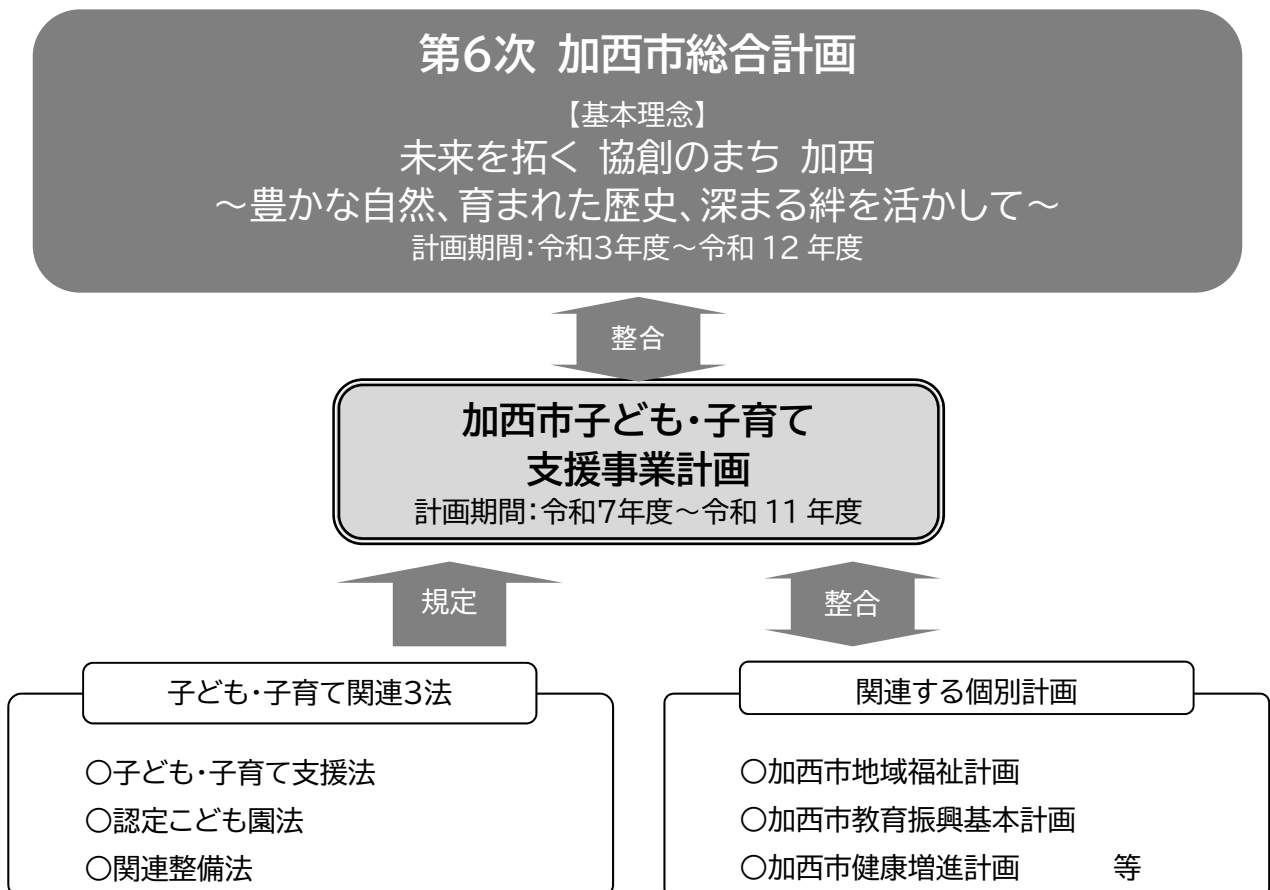 第6次 加西市総合計画
【基本理念】
未来を拓く 協創のまち 加西
～豊かな自然、育まれた歴史、深まる絆を活かして～
計画期間：令和3年度～令和 12 年度
整合
加西市子ども・子育て
支援事業計画
計画期間：令和7年度～令和 11 年度
規定
整合
子ども・子育て関連3法
○子ども・子育て支援法
○認定こども園法
○関連整備法
関連する個別計画
○加西市地域福祉計画
○加西市教育振興基本計画
○加西市健康増進計画 等